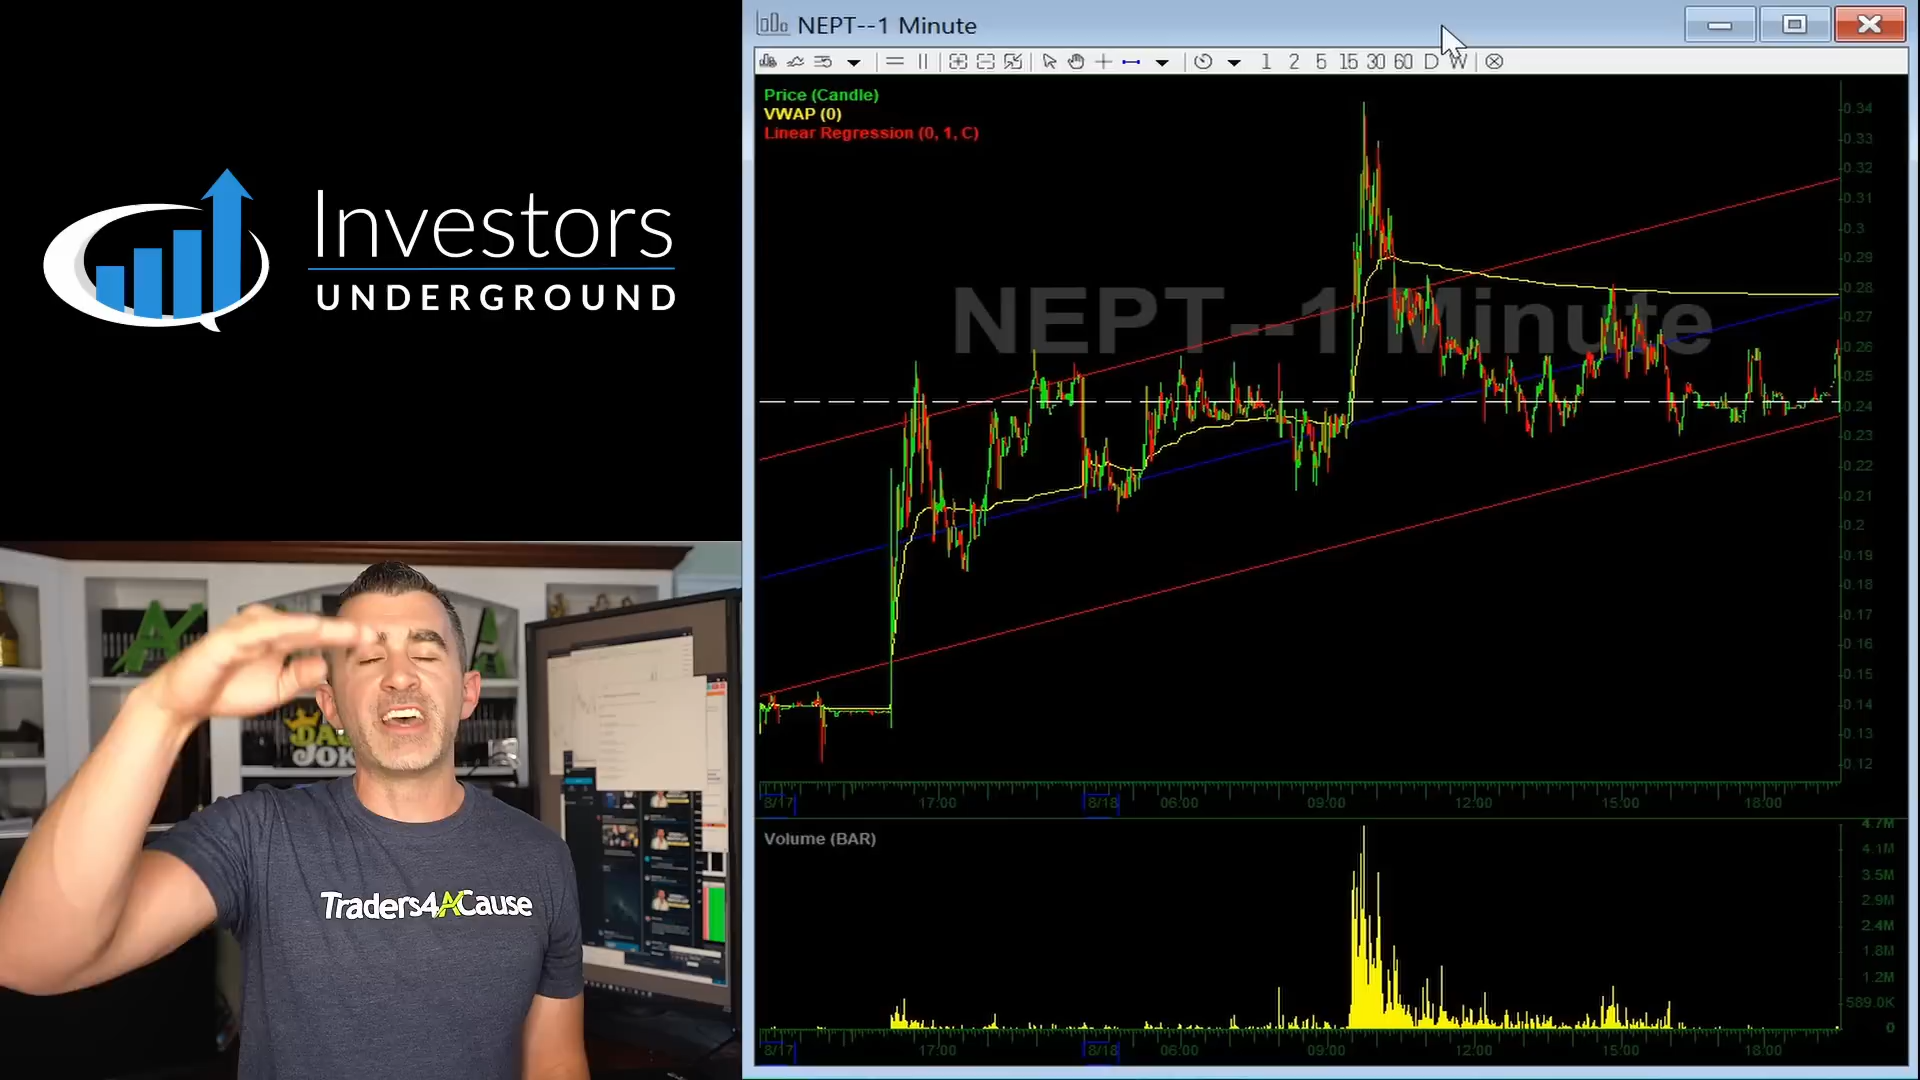 Investors
UNDERGROUND
NEPT--1 Minute
1 2 5 15 30 60 D W
Price (Candle)
VWAP (0)
Linear Regression (0, 1, C)
NEPT--1 Minute
0.34
0.33
0.32
0.31
0.3
0.29
0.28
0.27
0.26
0.25
0.24
0.23
0.22
0.21
0.2
0.19
0.18
0.17
0.16
0.15
0.14
0.13
0.12
8/17 17:00 8/18 06:00 09:00 12:00 15:00 18:00
Volume (BAR)
4.7M
4.1M
3.5M
2.9M
2.4M
1.8M
1.2M
589.0K
0
8/17 17:00 8/18 06:00 09:00 12:00 15:00 18:00
Traders4ACause